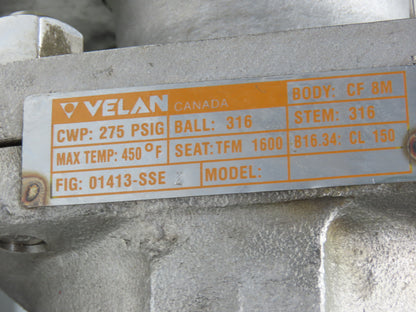 VELAN CANADA BODY: CF 8M
CWP: 275 PSIG BALL: 316 STEM: 316
MAX TEMP: 450°F SEAT: TFM 1600 B16.34: CL 150
FIG: 01413-SSE MODEL: